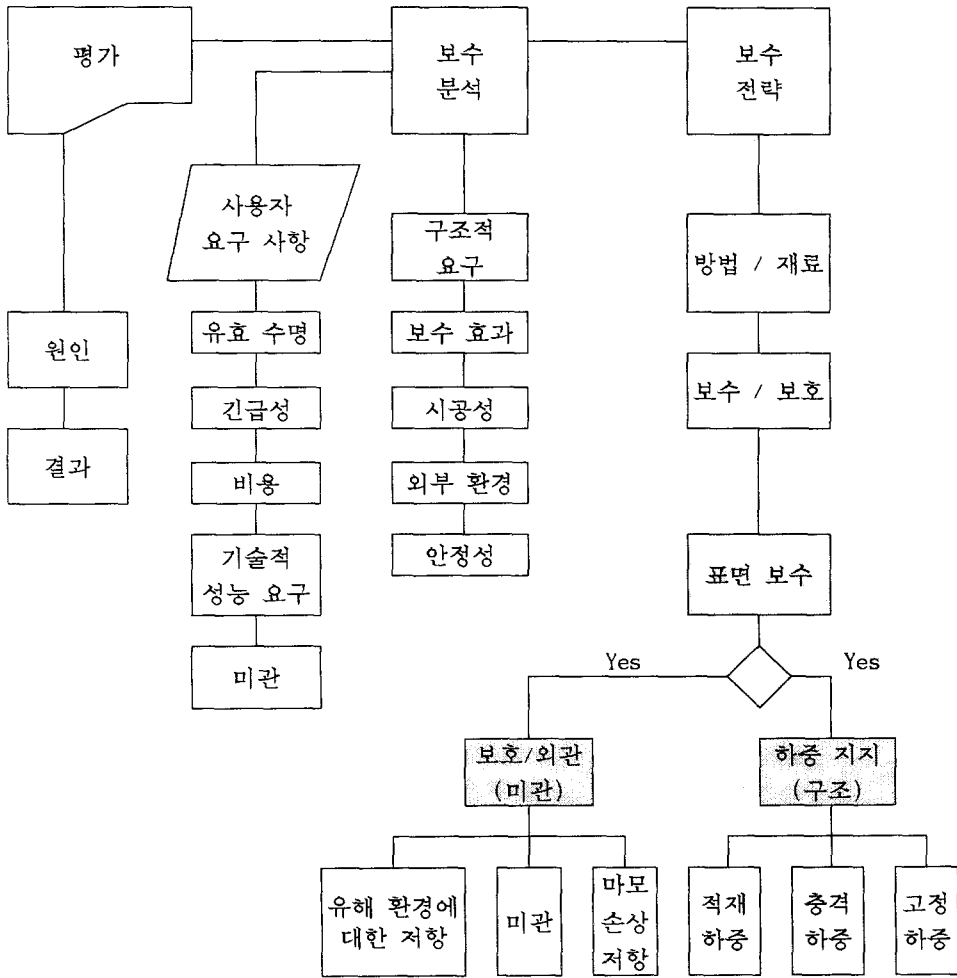 평가
보수
분석
보수
전략
사용자
요구 사항
구조적
요구
방법 / 재료
원인
유효 수명
보수 효과
보수 / 보호
결과
긴급성
시공성
비용
외부 환경
기술적
성능 요구
안정성
표면 보수
미관
Yes
Yes
보호/외관
(미관)
하중 지지
(구조)
유해 환경에
대한 저항
미관
마모
손상
저항
적재
하중
충격
하중
고정
하중